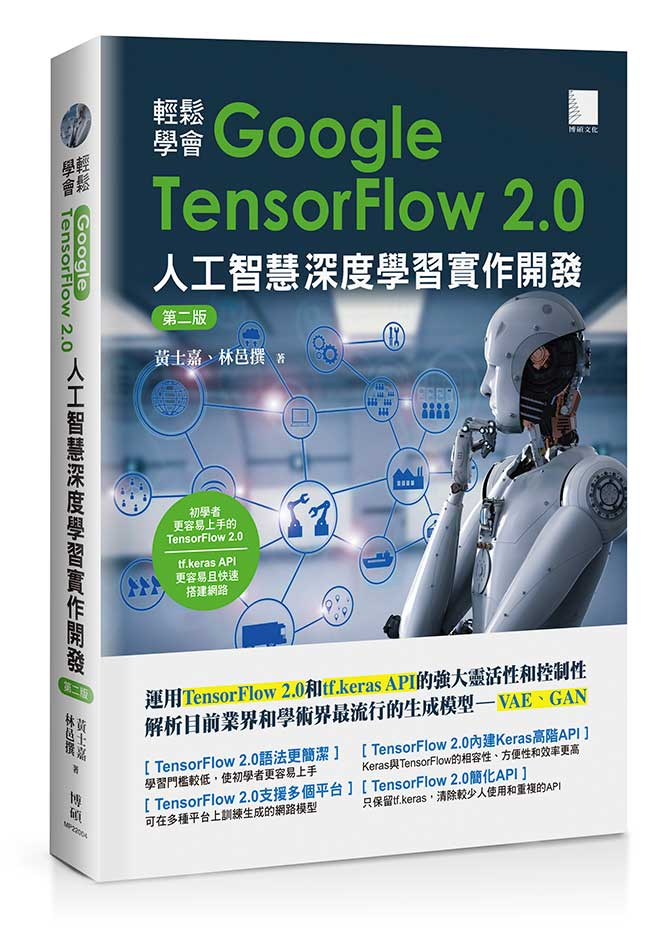 輕鬆
學會
Google
TensorFlow 2.0
人工智慧深度學習實作開發
第二版
黃士嘉、林邑撰 著
博碩文化
初學者
更容易上手的
TensorFlow 2.0
tf.keras API
更容易且快速
搭建網路
運用TensorFlow 2.0和tf.keras API的強大靈活性和控制性
解析目前業界和學術界最流行的生成模型—VAE、GAN
[ TensorFlow 2.0語法更簡潔 ]
學習門檻較低，使初學者更容易上手
[ TensorFlow 2.0支援多個平台 ]
可在多種平台上訓練生成的網路模型
[ TensorFlow 2.0內建Keras高階API ]
Keras與TensorFlow的相容性、方便性和效率更高
[ TensorFlow 2.0簡化API ]
只保留tf.keras，清除較少人使用和重複的API
輕鬆
學會
Google
TensorFlow 2.0
人工智慧深度學習實作開發
第二版
黃士嘉
林邑撰
著
博碩
MP22004